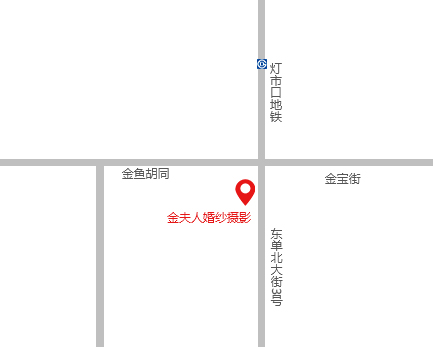 灯市口地铁
金鱼胡同
金宝街
金夫人婚纱摄影
东单北大街3号